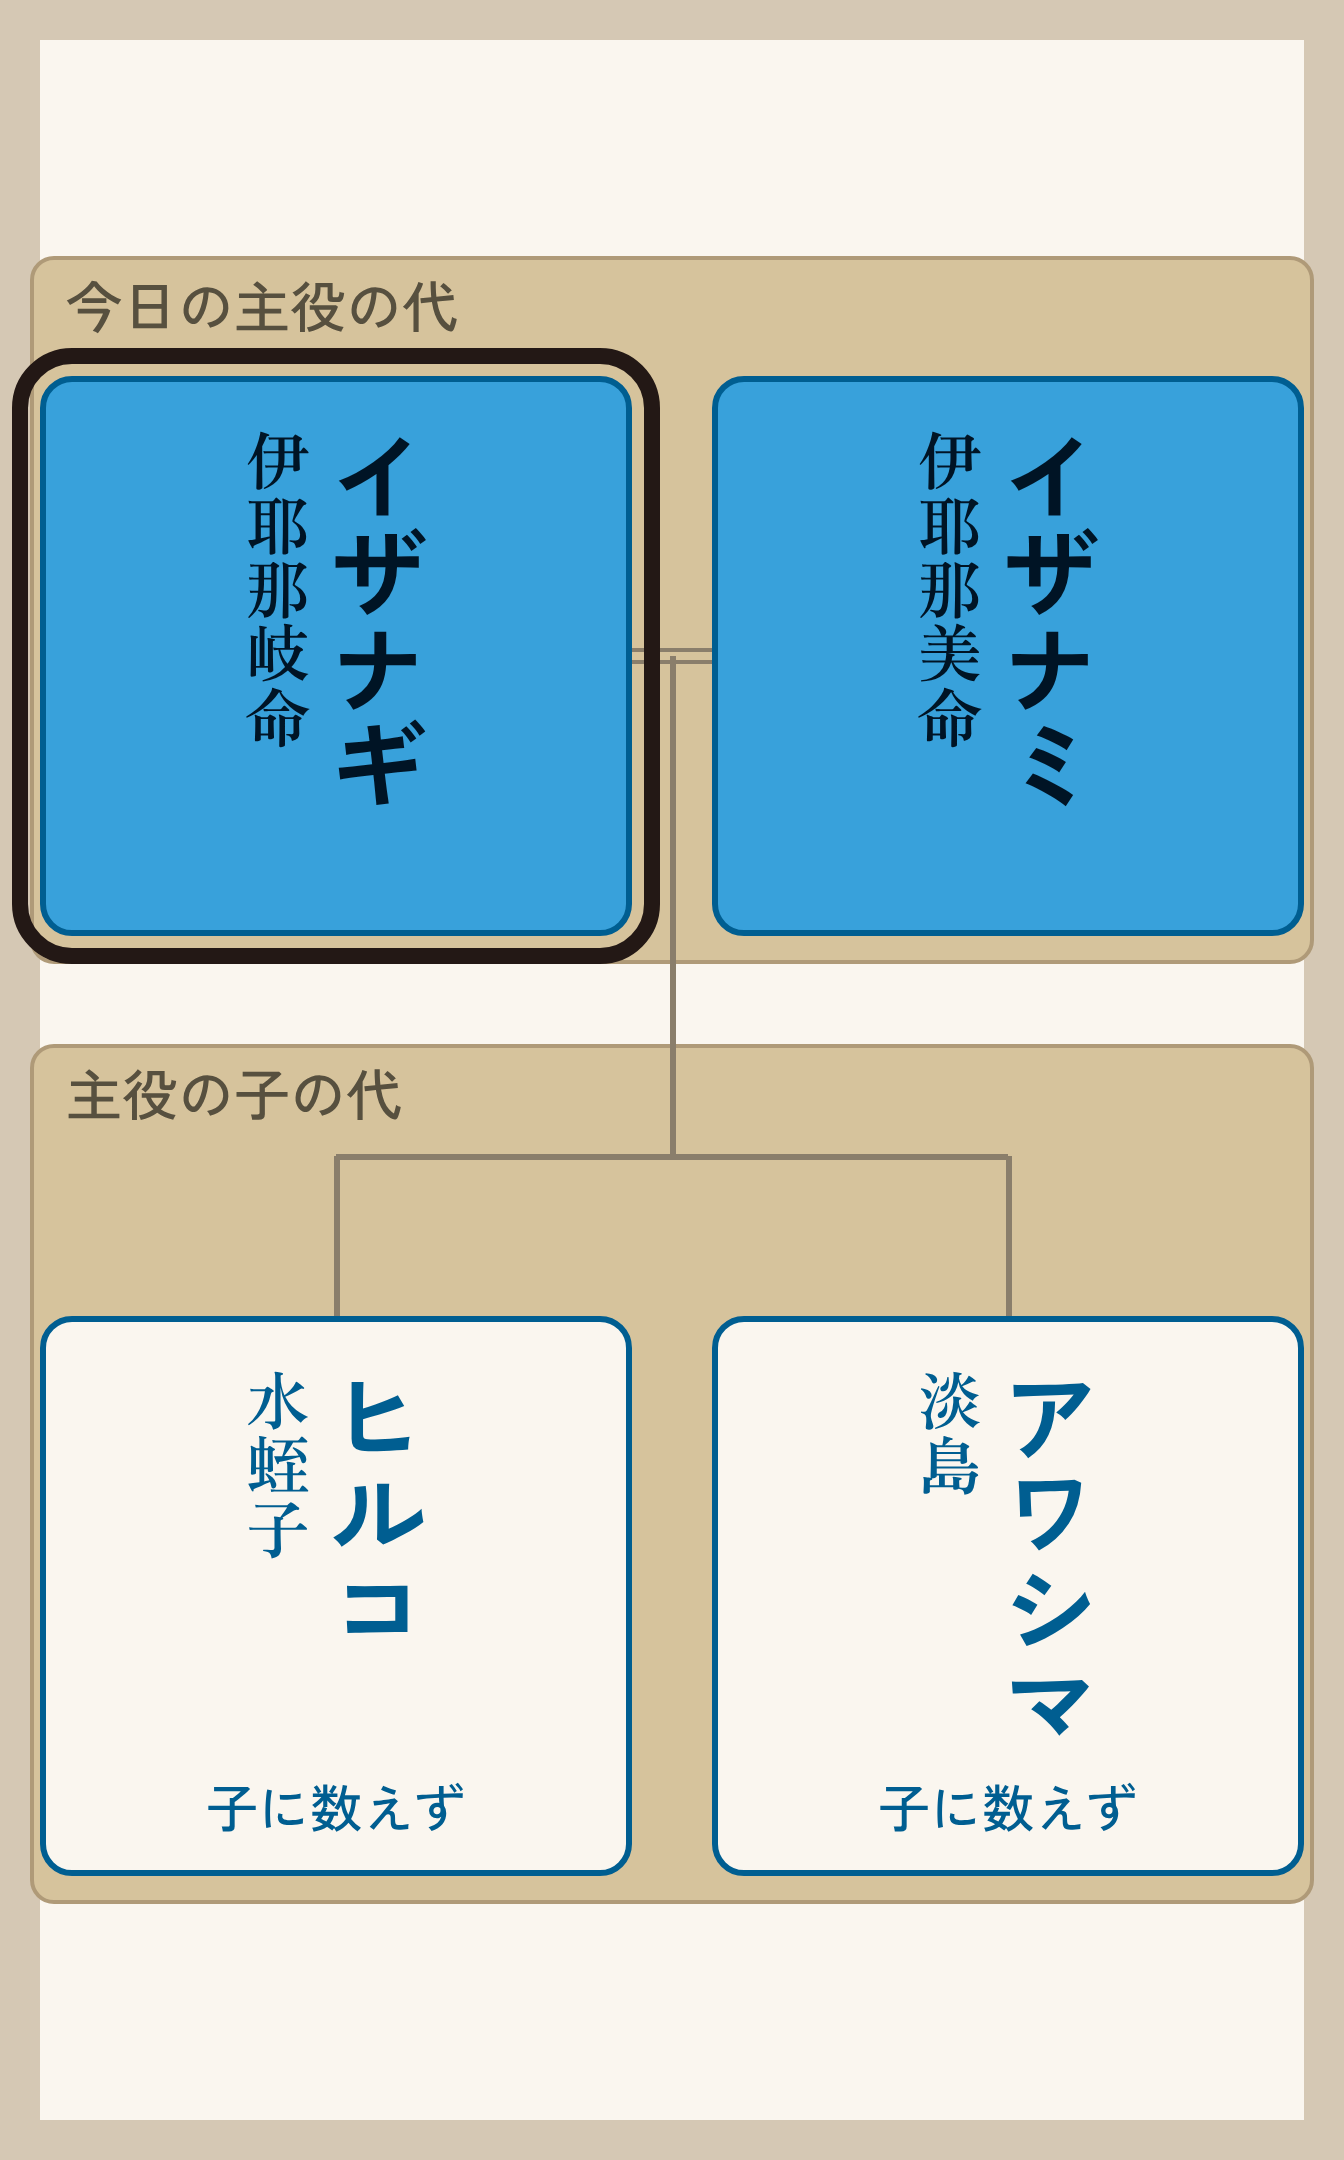 今日の主役の代
イザナギ
伊耶那岐命
イザナミ
伊耶那美命
主役の子の代
ヒルコ
水蛭子
子に数えず
アワシマ
淡島
子に数えず